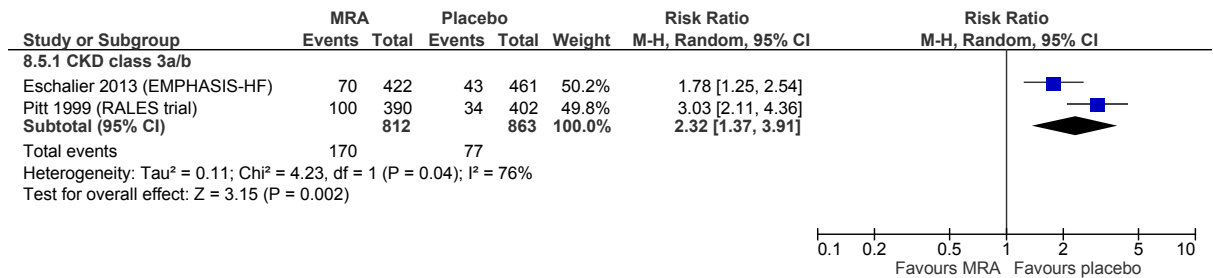 MRA Placebo Risk Ratio Risk Ratio
Study or Subgroup Events Total Events Total Weight M-H, Random, 95% CI M-H, Random, 95% CI
8.5.1 CKD class 3a/b
Eschalier 2013 (EMPHASIS-HF) 70 422 43 461 50.2% 1.78 [1.25, 2.54]
Pitt 1999 (RALES trial) 100 390 34 402 49.8% 3.03 [2.11, 4.36]
Subtotal (95% CI) 812 863 100.0% 2.32 [1.37, 3.91]
Total events 170 77
Heterogeneity: Tau² = 0.11; Chi² = 4.23, df = 1 (P = 0.04); I² = 76%
Test for overall effect: Z = 3.15 (P = 0.002)
0.1 0.2 0.5 1 2 5 10
Favours MRA Favours placebo